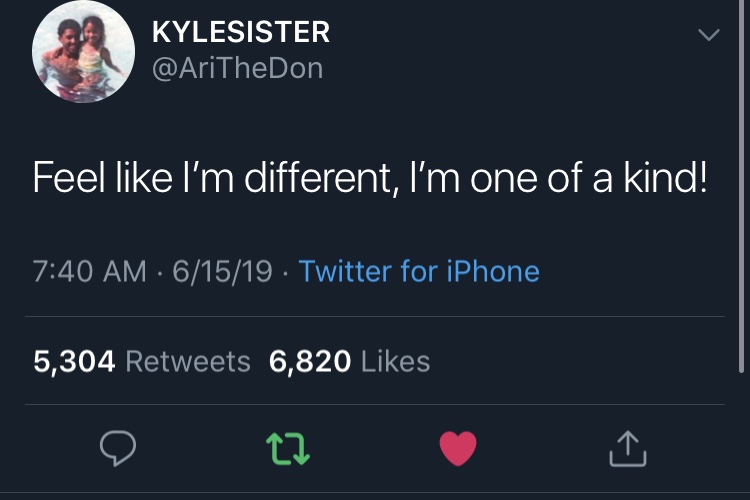 KYLESISTER
@AriTheDon
Feel like I’m different, I’m one of a kind!
7:40 AM · 6/15/19 · Twitter for iPhone
5,304 Retweets 6,820 Likes